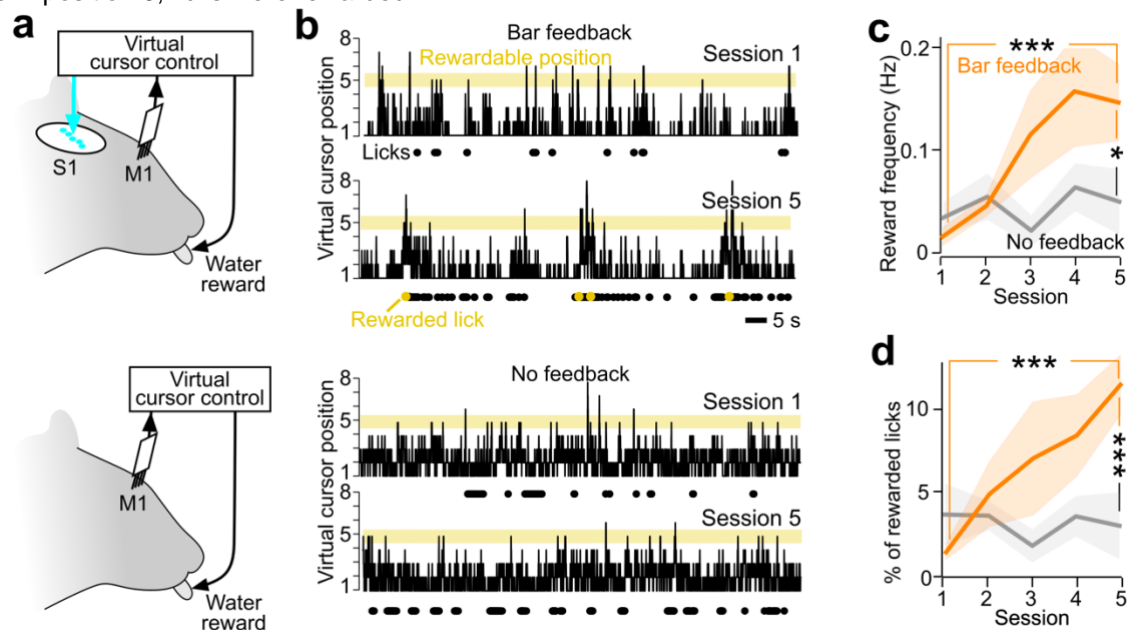 a
Virtual
cursor control
S1
M1
Water
reward
Virtual
cursor control
M1
Water
reward
b
Bar feedback
Virtual cursor position
8
5
1
Rewardable position
Session 1
Licks
Virtual cursor position
8
5
1
Session 5
Rewarded lick
5 s
No feedback
Virtual cursor position
8
5
1
Session 1
8
5
1
Session 5
c
Reward frequency (Hz)
0.2
0.1
0
***
Bar feedback
*
No feedback
1 2 3 4 5
Session
d
% of rewarded licks
10
5
0
***
***
1 2 3 4 5
Session